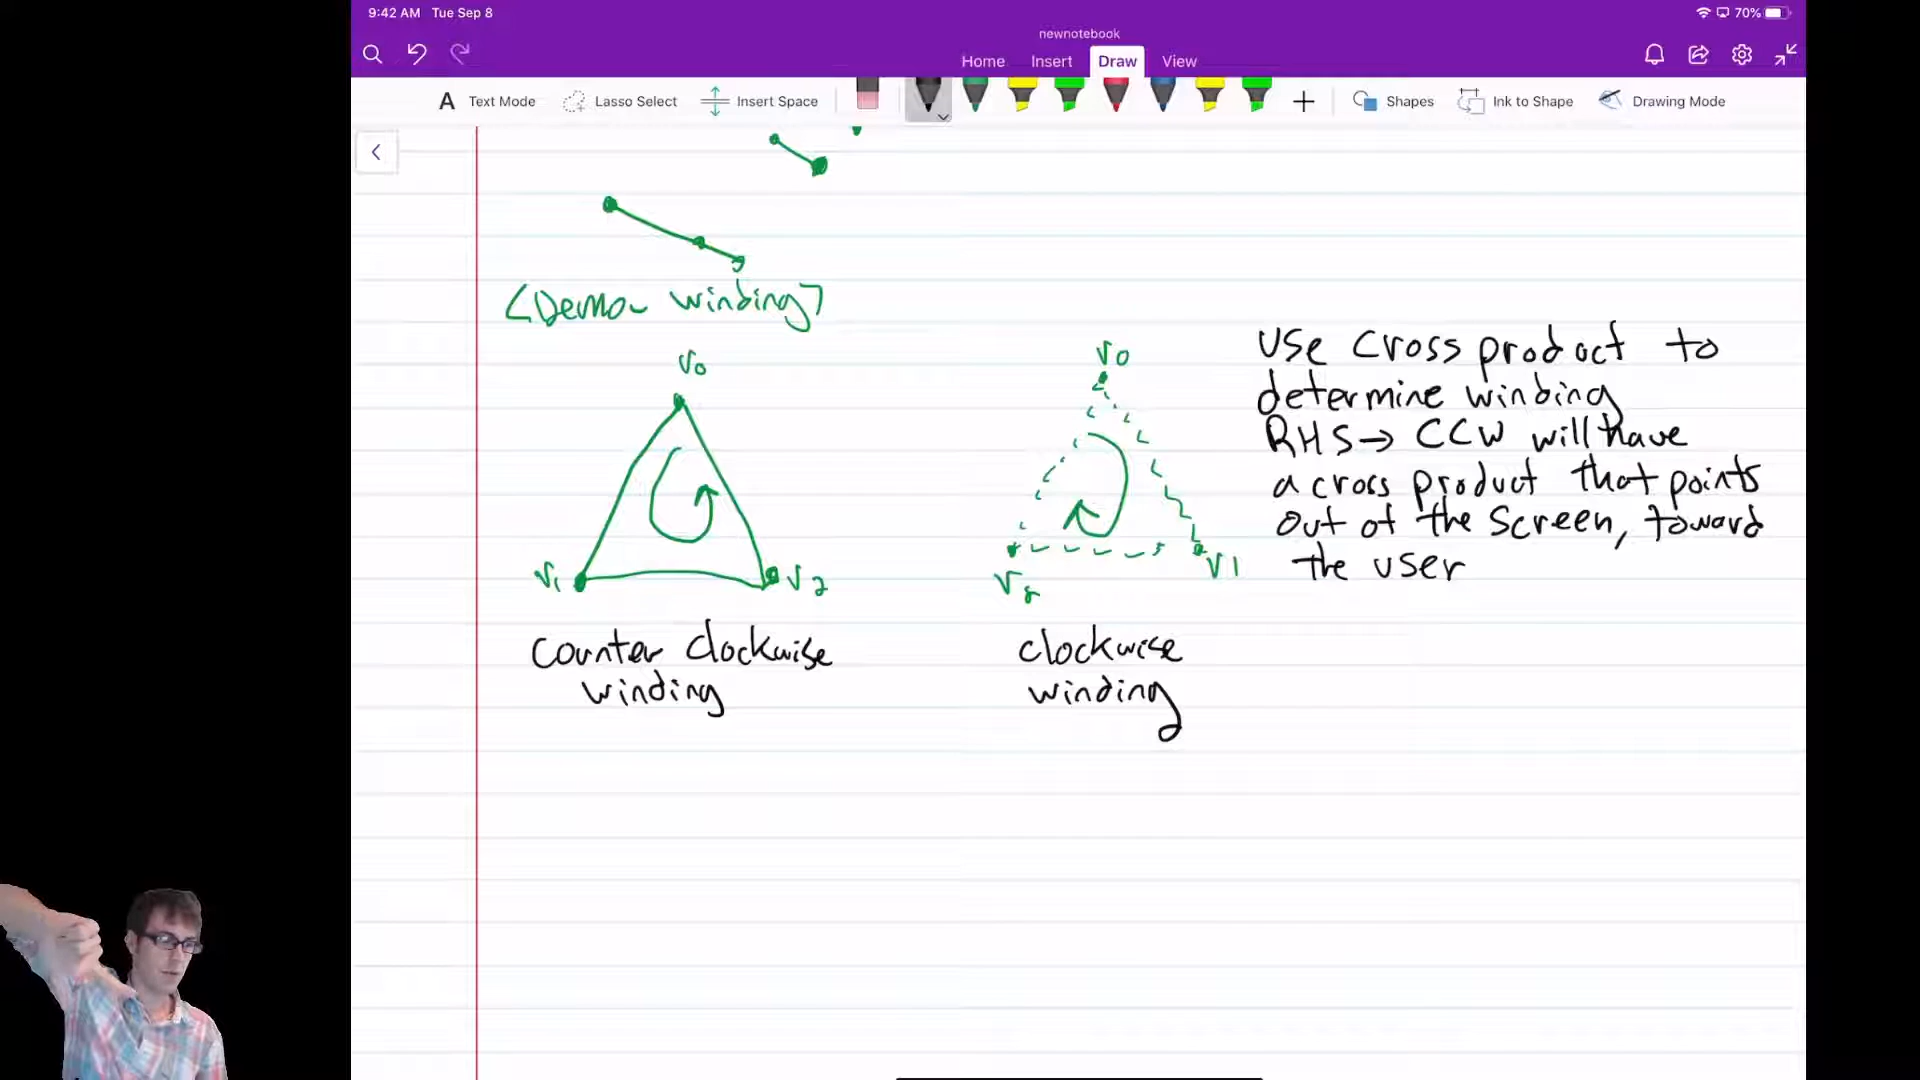 9:42 AM Tue Sep 8
70%
newnotebook
Home Insert Draw View
A Text Mode Lasso Select Insert Space Shapes Ink to Shape Drawing Mode
(Demo - winding)
V0
V1
V2
counter clockwise
winding
V0
V1
V2
clockwise
winding
Use cross product to
determine winding
RHS → CCW will have
a cross product that points
out of the screen, toward
the user